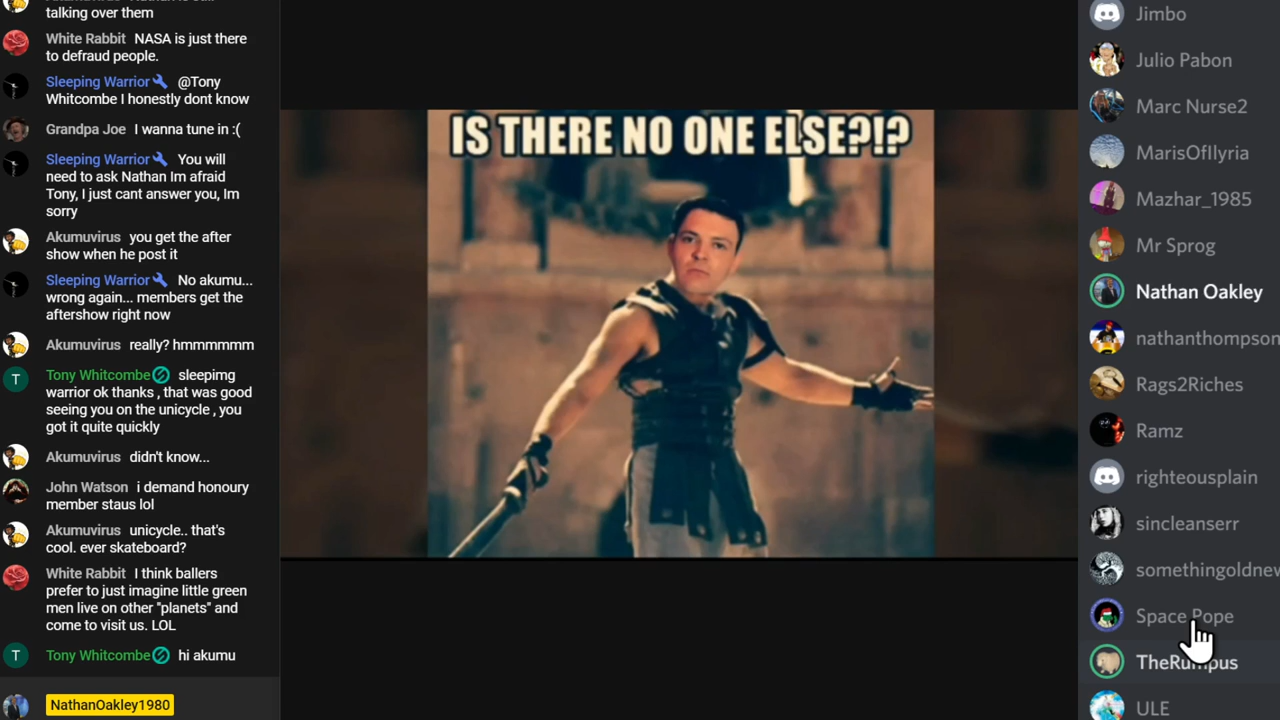 talking over them
White Rabbit NASA is just there
to defraud people.
Sleeping Warrior @Tony
Whitcombe I honestly dont know
Grandpa Joe I wanna tune in :(
Sleeping Warrior You will
need to ask Nathan Im afraid
Tony, I just cant answer you, Im
sorry
Akumuvirus you get the after
show when he post it
Sleeping Warrior No akumu...
wrong again... members get the
aftershow right now
Akumuvirus really? hmmmmmm
Tony Whitcombe sleepimg
warrior ok thanks , that was good
seeing you on the unicycle , you
got it quite quickly
Akumuvirus didn't know...
John Watson i demand honoury
member staus lol
Akumuvirus unicycle.. that's
cool. ever skateboard?
White Rabbit I think ballers
prefer to just imagine little green
men live on other "planets" and
come to visit us. LOL
Tony Whitcombe hi akumu
T
T
NathanOakley1980
IS THERE NO ONE ELSE?!?
Jimbo
Julio Pabon
Marc Nurse2
MarisOfIlyria
Mazhar_1985
Mr Sprog
Nathan Oakley
nathanthompson
Rags2Riches
Ramz
righteousplain
sincleanserr
somethingoldnew
Space Pope
TheRumpus
ULE